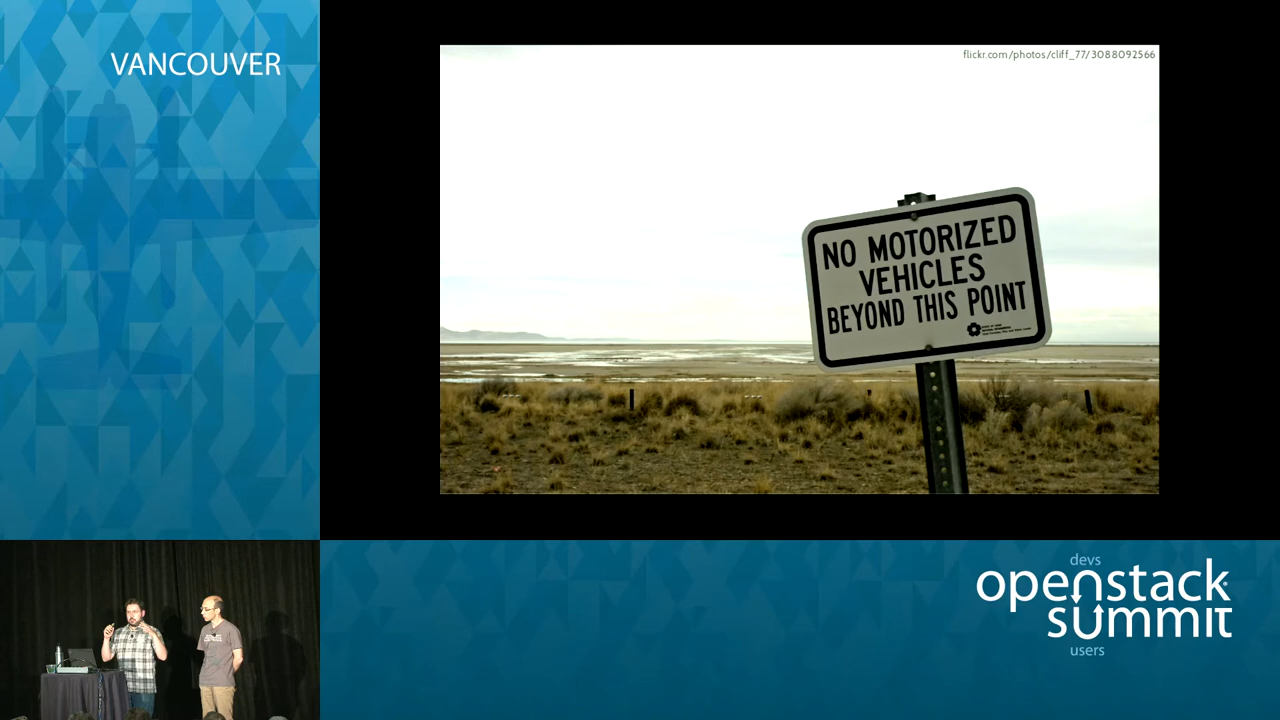 VANCOUVER
flickr.com/photos/cliff_77/3088092566
NO MOTORIZED
VEHICLES
BEYOND THIS POINT
devs
openstack
summit
users